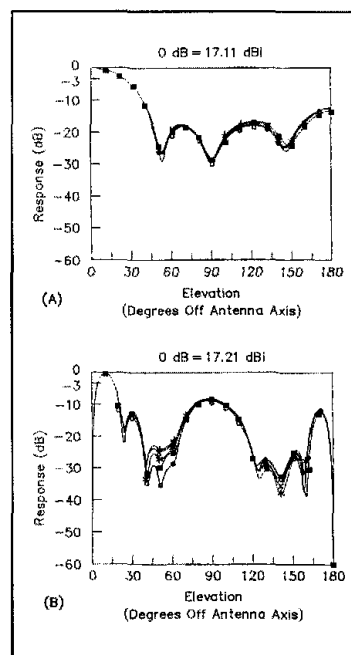 0 dB = 17.11 dBi
0
-3
-10
-20
-30
-40
-50
-60
Response (dB)
0 30 60 90 120 150 180
(A)
Elevation
(Degrees Off Antenna Axis)
0 dB = 17.21 dBi
0
-3
-10
-20
-30
-40
-50
-60
Response (dB)
0 30 60 90 120 150 180
(B)
Elevation
(Degrees Off Antenna Axis)